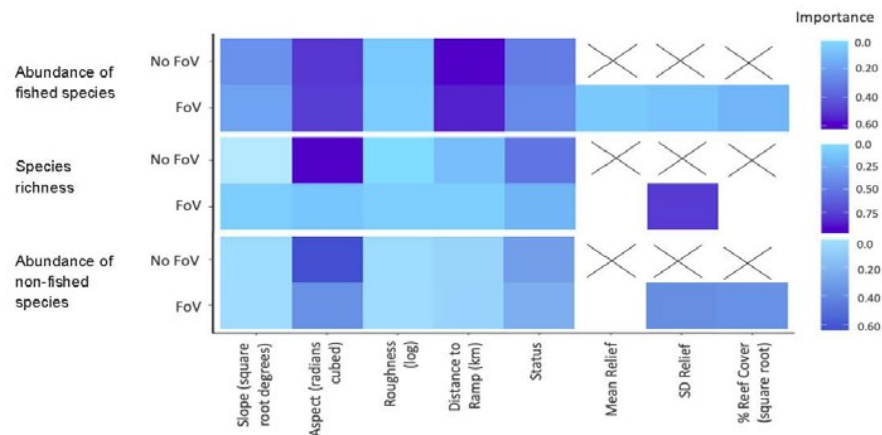 Importance
Abundance of
fished species
No FoV
FoV
0.0
0.20
0.40
0.60
Species
richness
No FoV
FoV
0.0
0.25
0.50
0.75
Abundance of
non-fished
species
No FoV
FoV
0.0
0.20
0.40
0.60
Slope (square
root degrees)
Aspect (radians
cubed)
Roughness
(log)
Distance to
Ramp (km)
Status
Mean Relief
SD Relief
% Reef Cover
(square root)